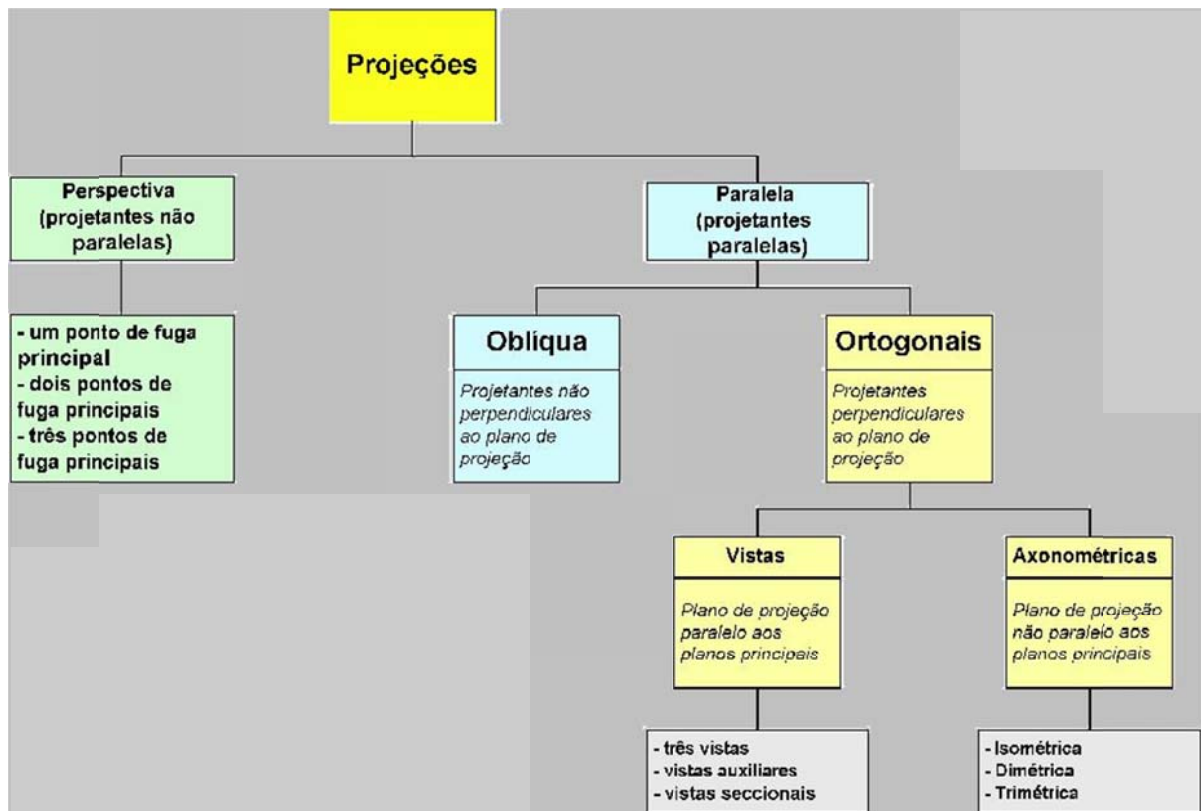 Projeções
Perspectiva
(projetantes não
paralelas)
Paralela
(projetantes
paralelas)
- um ponto de fuga
principal
- dois pontos de
fuga principais
- três pontos de
fuga principais
Oblíqua
Projetantes não
perpendiculares
ao plano de
projeção
Ortogonais
Projetantes
perpendiculares
ao plano de
projeção
Vistas
Plano de projeção
paralelo aos
planos principais
Axonométricas
Plano de projeção
não paralelo aos
planos principais
- três vistas
- vistas auxiliares
- vistas seccionais
- Isométrica
- Dimétrica
- Trimétrica